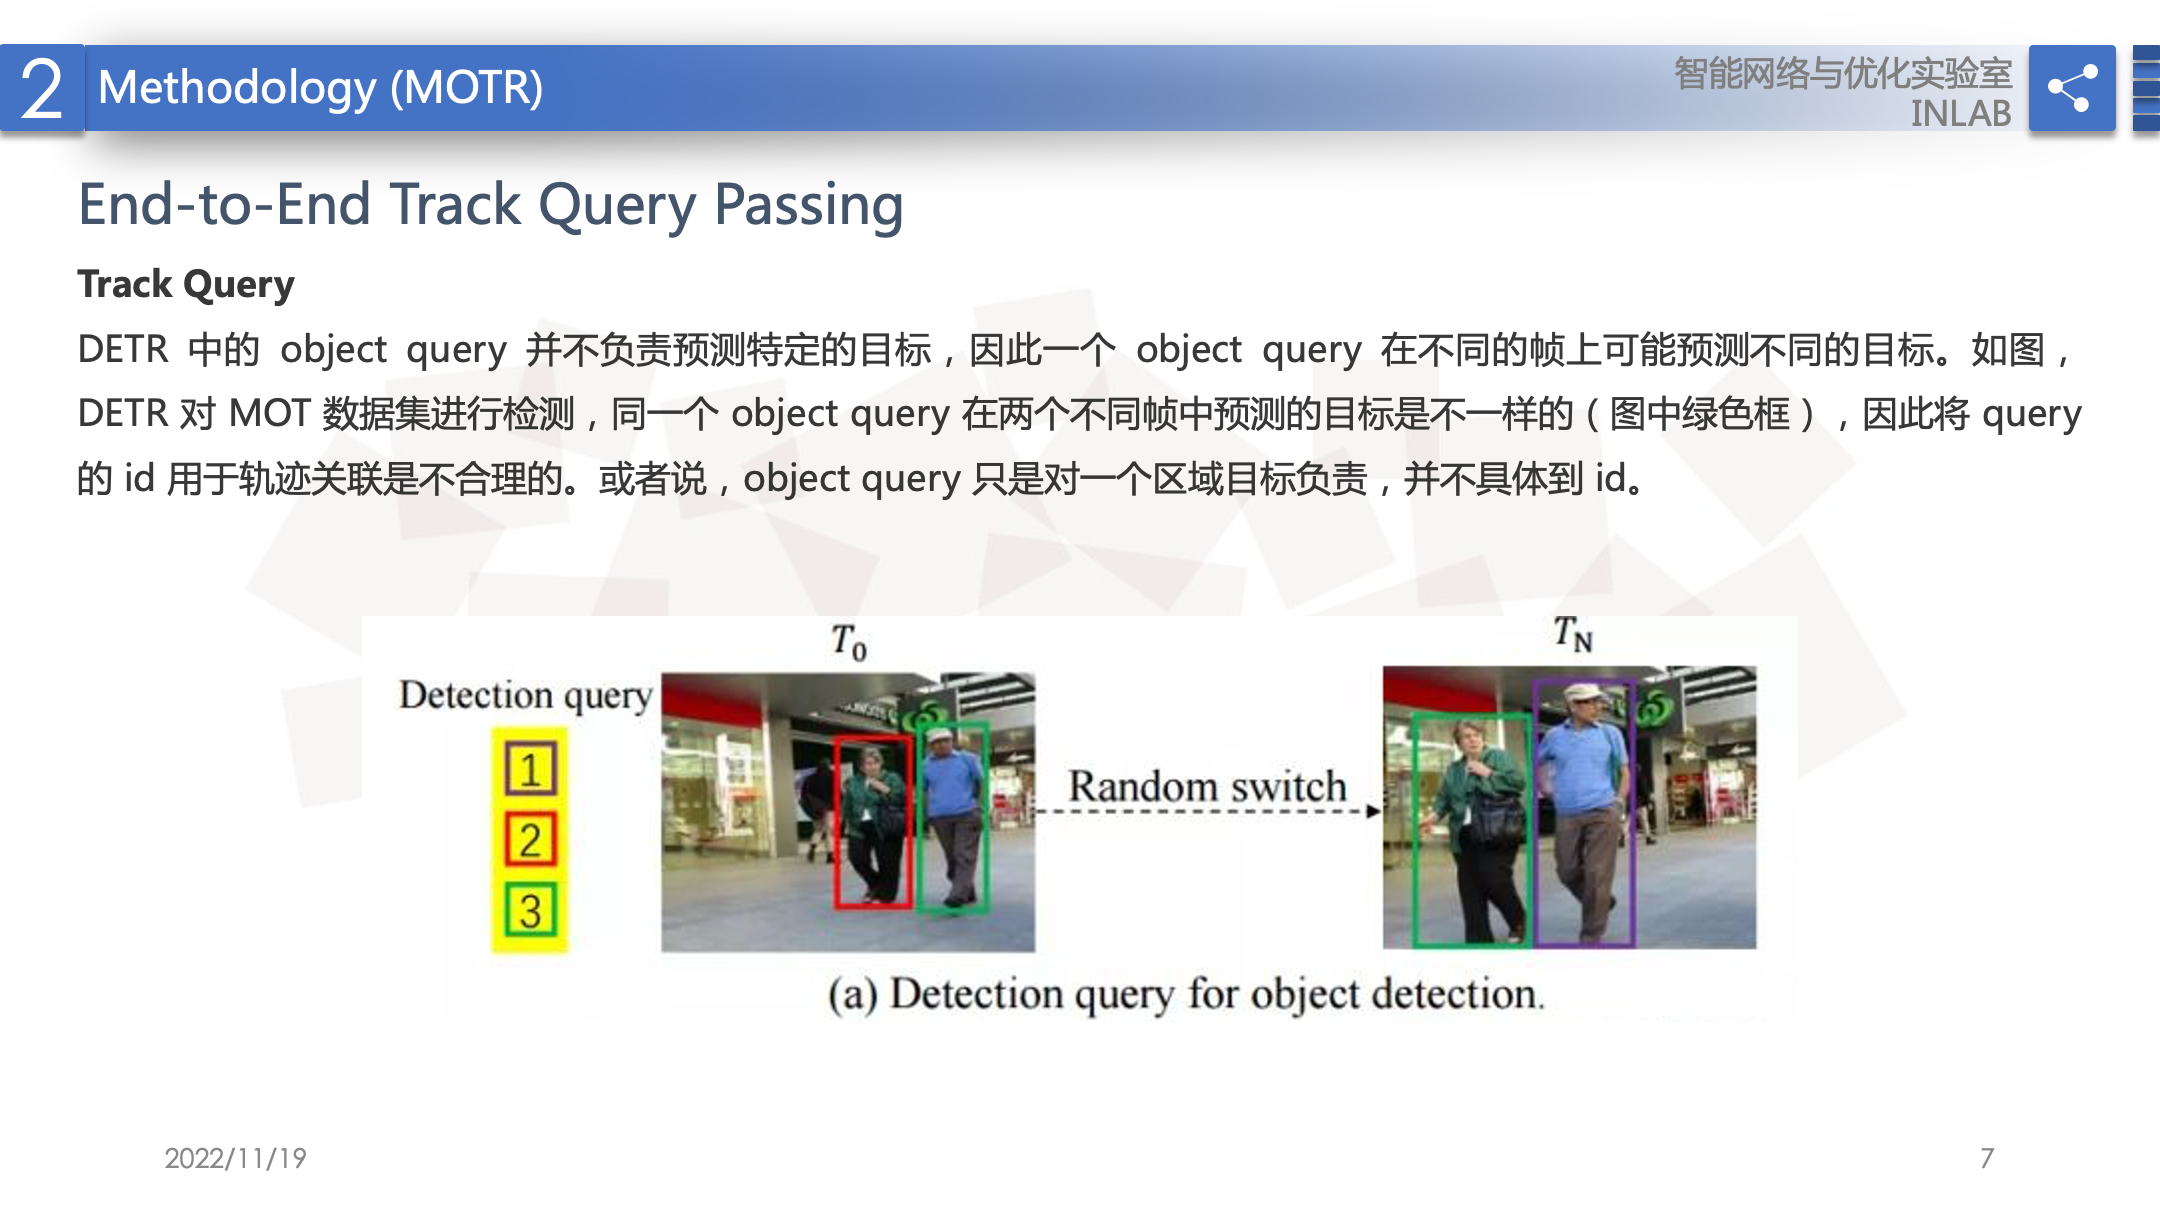 2
Methodology (MOTR)
智能网络与优化实验室
INLAB
End-to-End Track Query Passing
Track Query
DETR 中的 object query 并不负责预测特定的目标，因此一个 object query 在不同的帧上可能预测不同的目标。如图，
DETR 对 MOT 数据集进行检测，同一个 object query 在两个不同帧中预测的目标是不一样的（图中绿色框），因此将 query
的 id 用于轨迹关联是不合理的。或者说，object query 只是对一个区域目标负责，并不具体到 id。
T0
TN
Detection query
1
2
3
Random switch
(a) Detection query for object detection.
2022/11/19
7